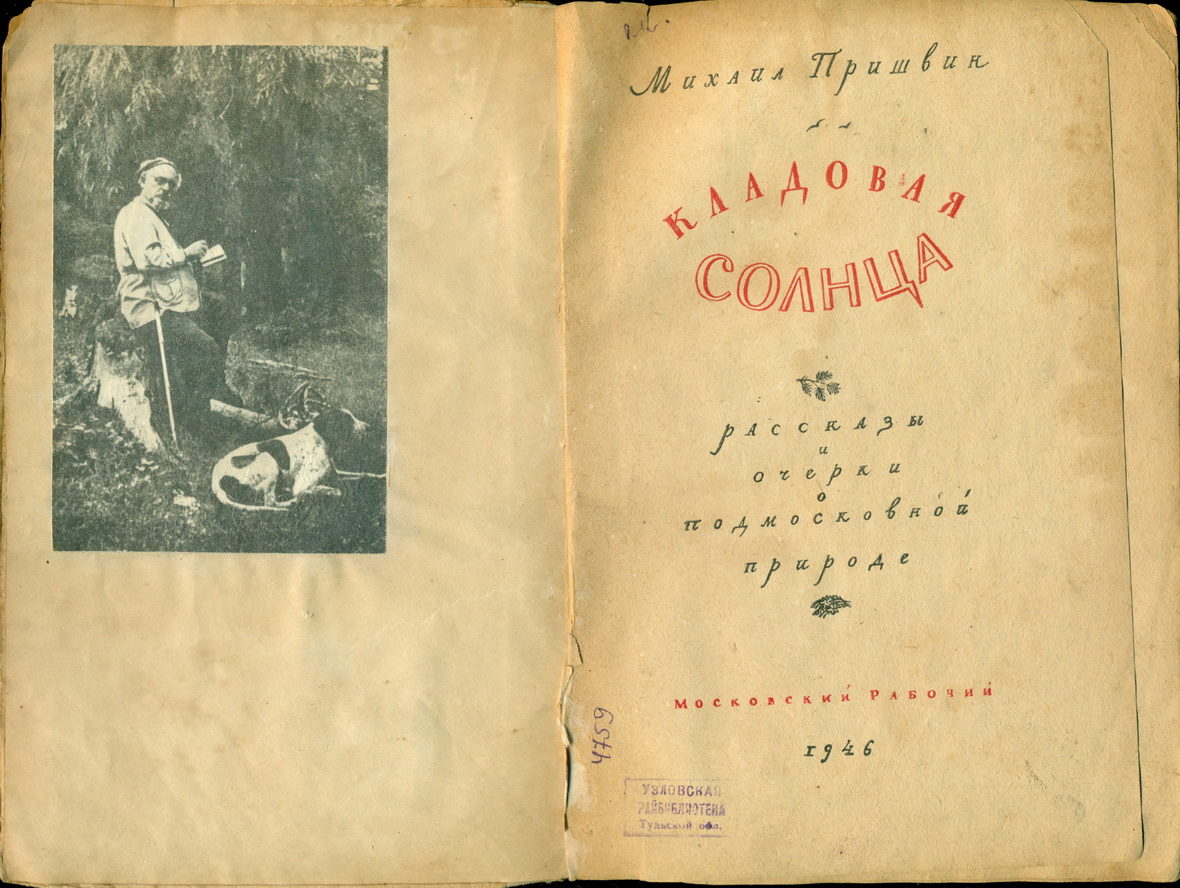 Михаил Пришвин
КЛАДОВАЯ
СОЛНЦА
рассказы
и
очерки
о
подмосковной
природе
Московский Рабочий
1946
4759
УЗЛОВСКАЯ
РАЙБИБЛИОТЕКА
Тульской обл.